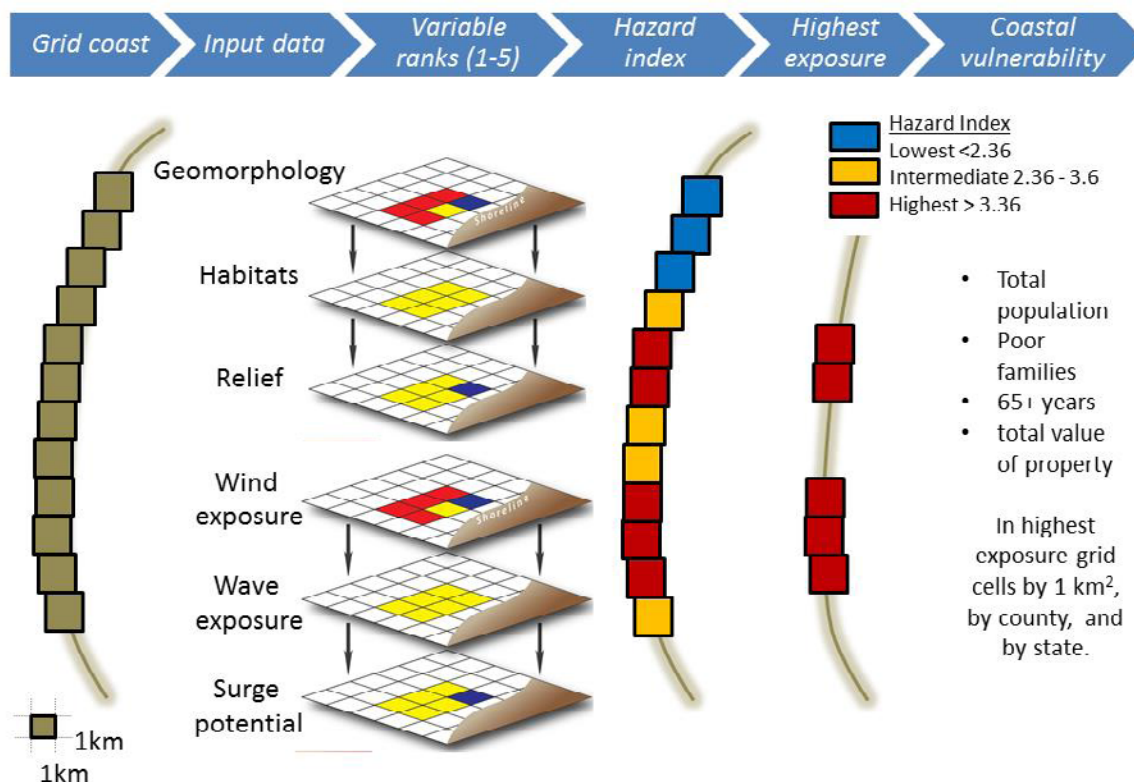 Grid coast
Input data
Variable
ranks (1-5)
Hazard
index
Highest
exposure
Coastal
vulnerability
Geomorphology
Shoreline
Habitats
Relief
Wind
exposure
Shoreline
Wave
exposure
Surge
potential
1km
1km
Hazard Index
Lowest <2.36
Intermediate 2.36 - 3.6
Highest > 3.36
• Total
population
• Poor
families
• 65+ years
• total value
of property
In highest
exposure grid
cells by 1 km²,
by county, and
by state.